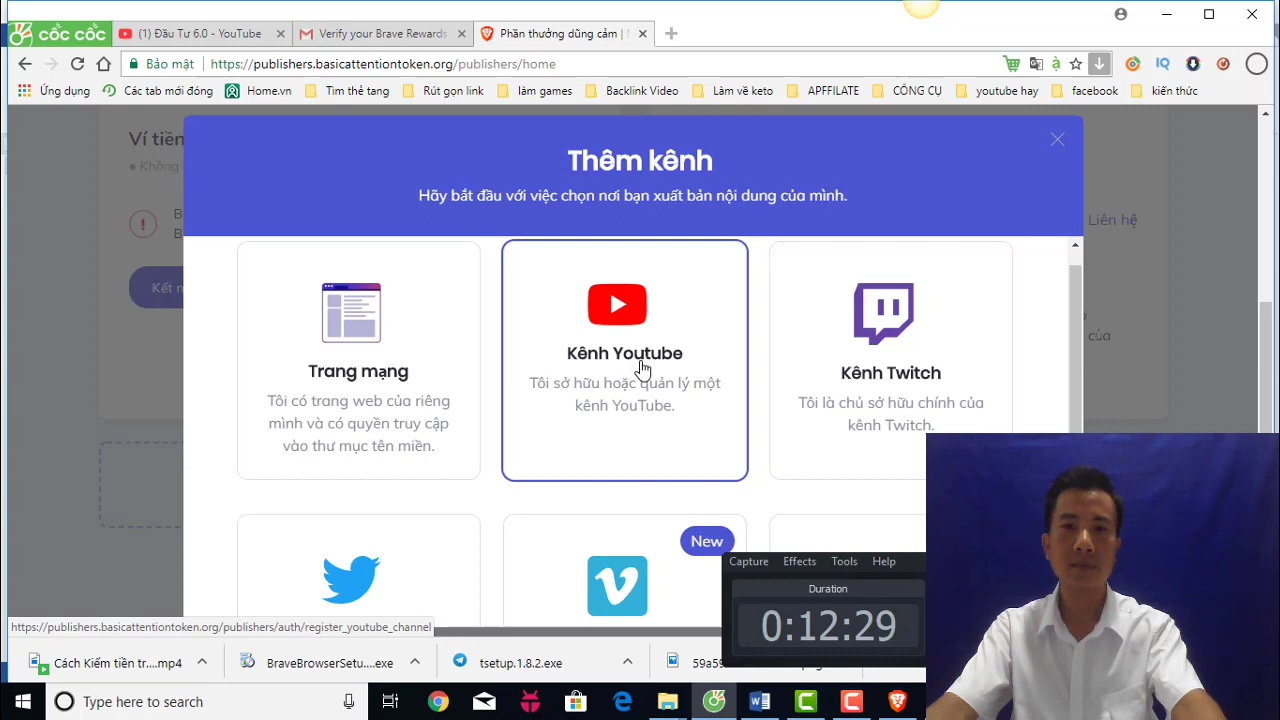 cốc cốc
(1) Đầu Tư 6.0 - YouTube
Verify your Brave Rewards
Phần thưởng dũng cảm |
Bảo mật
https://publishers.basicattentiontoken.org/publishers/home
IQ
Ứng dụng
Các tab mới đóng
Home.vn
Tìm thẻ tang
Rút gọn link
làm games
Backlink Video
Làm về keto
APFFILATE
CÔNG CỤ
youtube hay
facebook
kiến thức
Ví tiền
Không
Thêm kênh
Hãy bắt đầu với việc chọn nơi bạn xuất bản nội dung của mình.
Liên hệ
Kết n
của
Trang mạng
Tôi có trang web của riêng
mình và có quyền truy cập
vào thư mục tên miền.
Kênh Youtube
Tôi sở hữu hoặc quản lý một
kênh YouTube.
Kênh Twitch
Tôi là chủ sở hữu chính của
kênh Twitch.
New
Capture
Effects
Tools
Help
Duration
0:12:29
https://publishers.basicattentiontoken.org/publishers/auth/register_youtube_channel
Cách Kiếm tiền tr....mp4
BraveBrowserSetu....exe
tsetup.1.8.2.exe
Type here to search